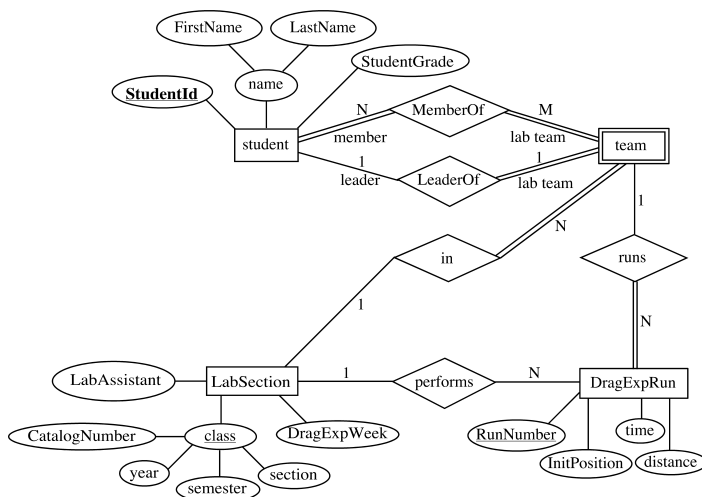 FirstName
LastName
StudentGrade
name
StudentId
N
MemberOf
M
student
member
lab team
team
1
1
leader
LeaderOf
lab team
1
N
in
runs
1
N
LabAssistant
LabSection
1
performs
N
DragExpRun
CatalogNumber
class
DragExpWeek
RunNumber
time
year
section
InitPosition
distance
semester